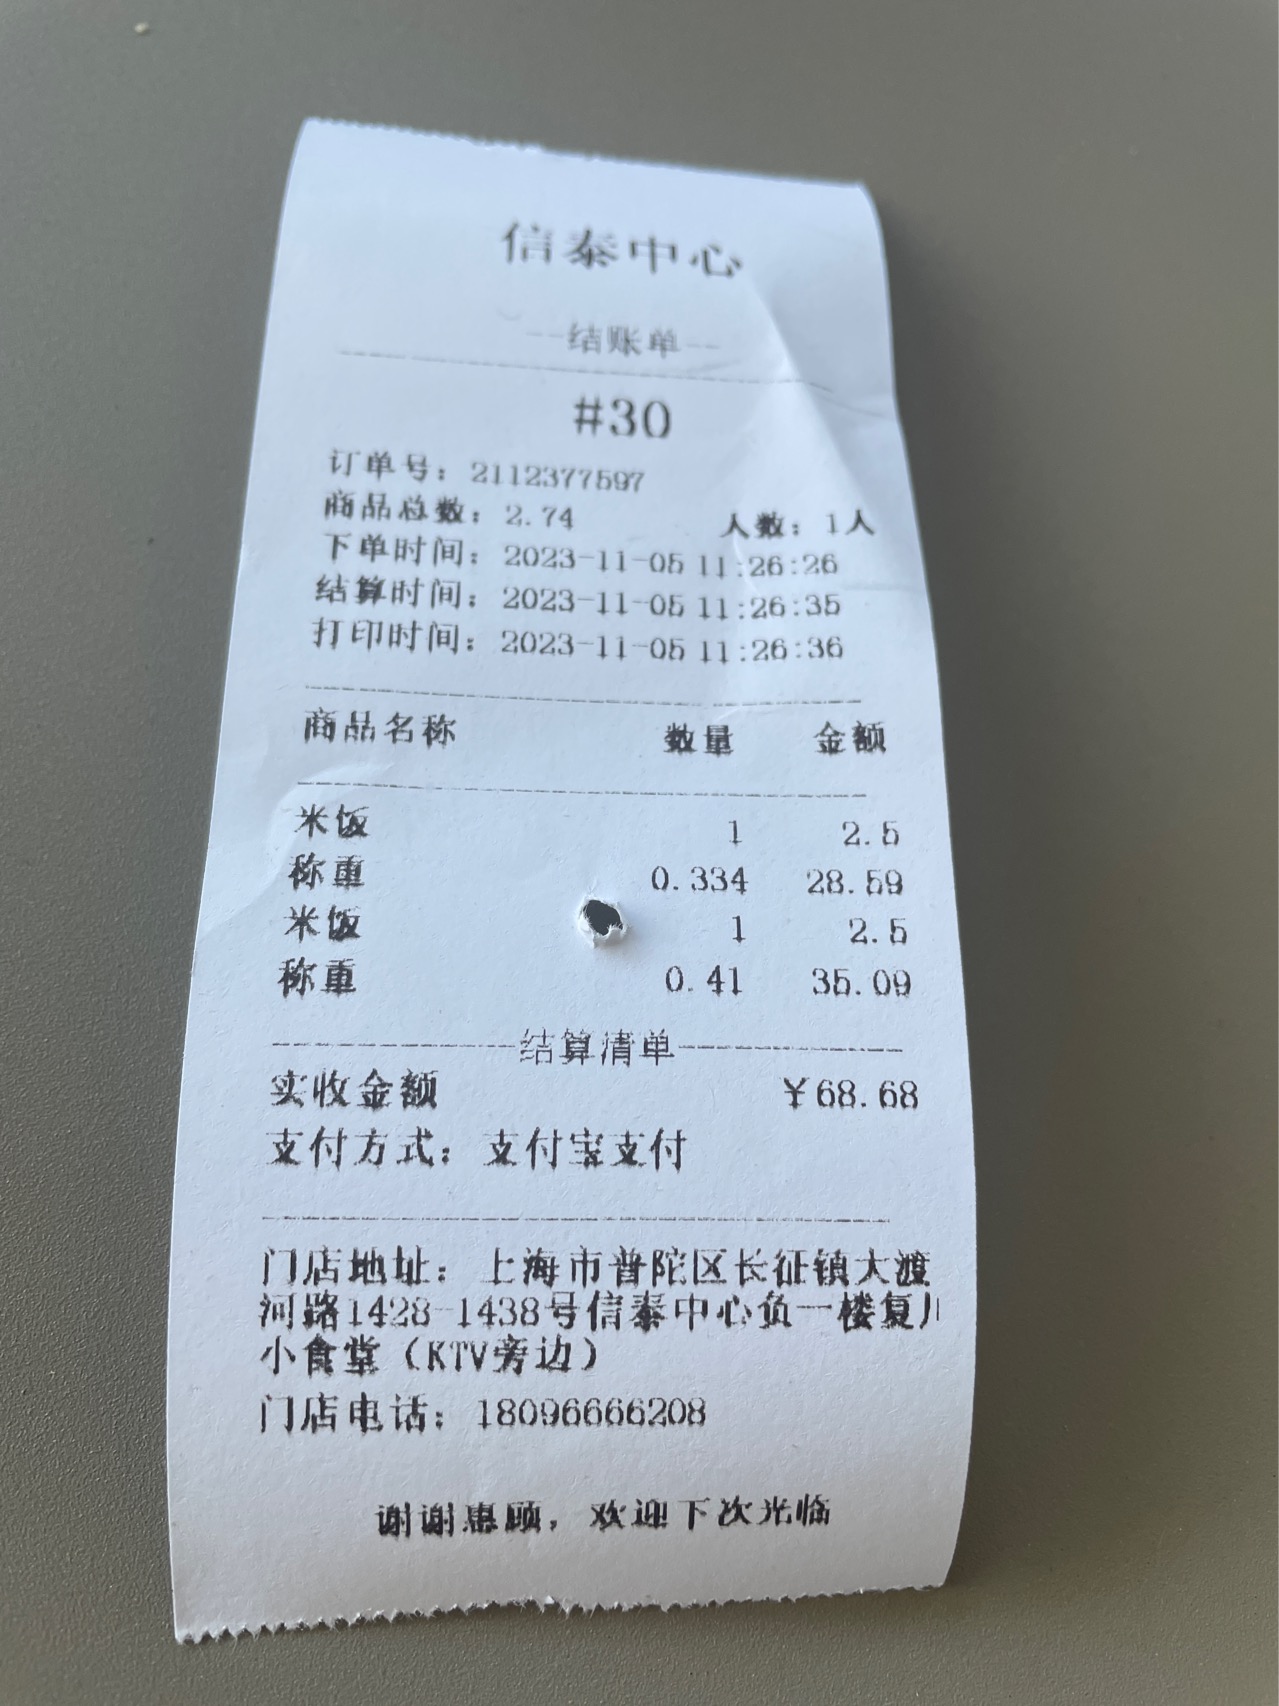 信泰中心
--结账单--
#30
订单号：2112377597
商品总数：2.74 人数：1人
下单时间：2023-11-05 11:26:26
结算时间：2023-11-05 11:26:35
打印时间：2023-11-05 11:26:36
商品名称 数量 金额
米饭 1 2.5
称重 0.334 28.59
米饭 1 2.5
称重 0.41 35.09
结算清单
实收金额 ¥68.68
支付方式：支付宝支付
门店地址：上海市普陀区长征镇大渡
河路1428-1438号信泰中心负一楼复川
小食堂（KTV旁边）
门店电话：18096666208
谢谢惠顾，欢迎下次光临